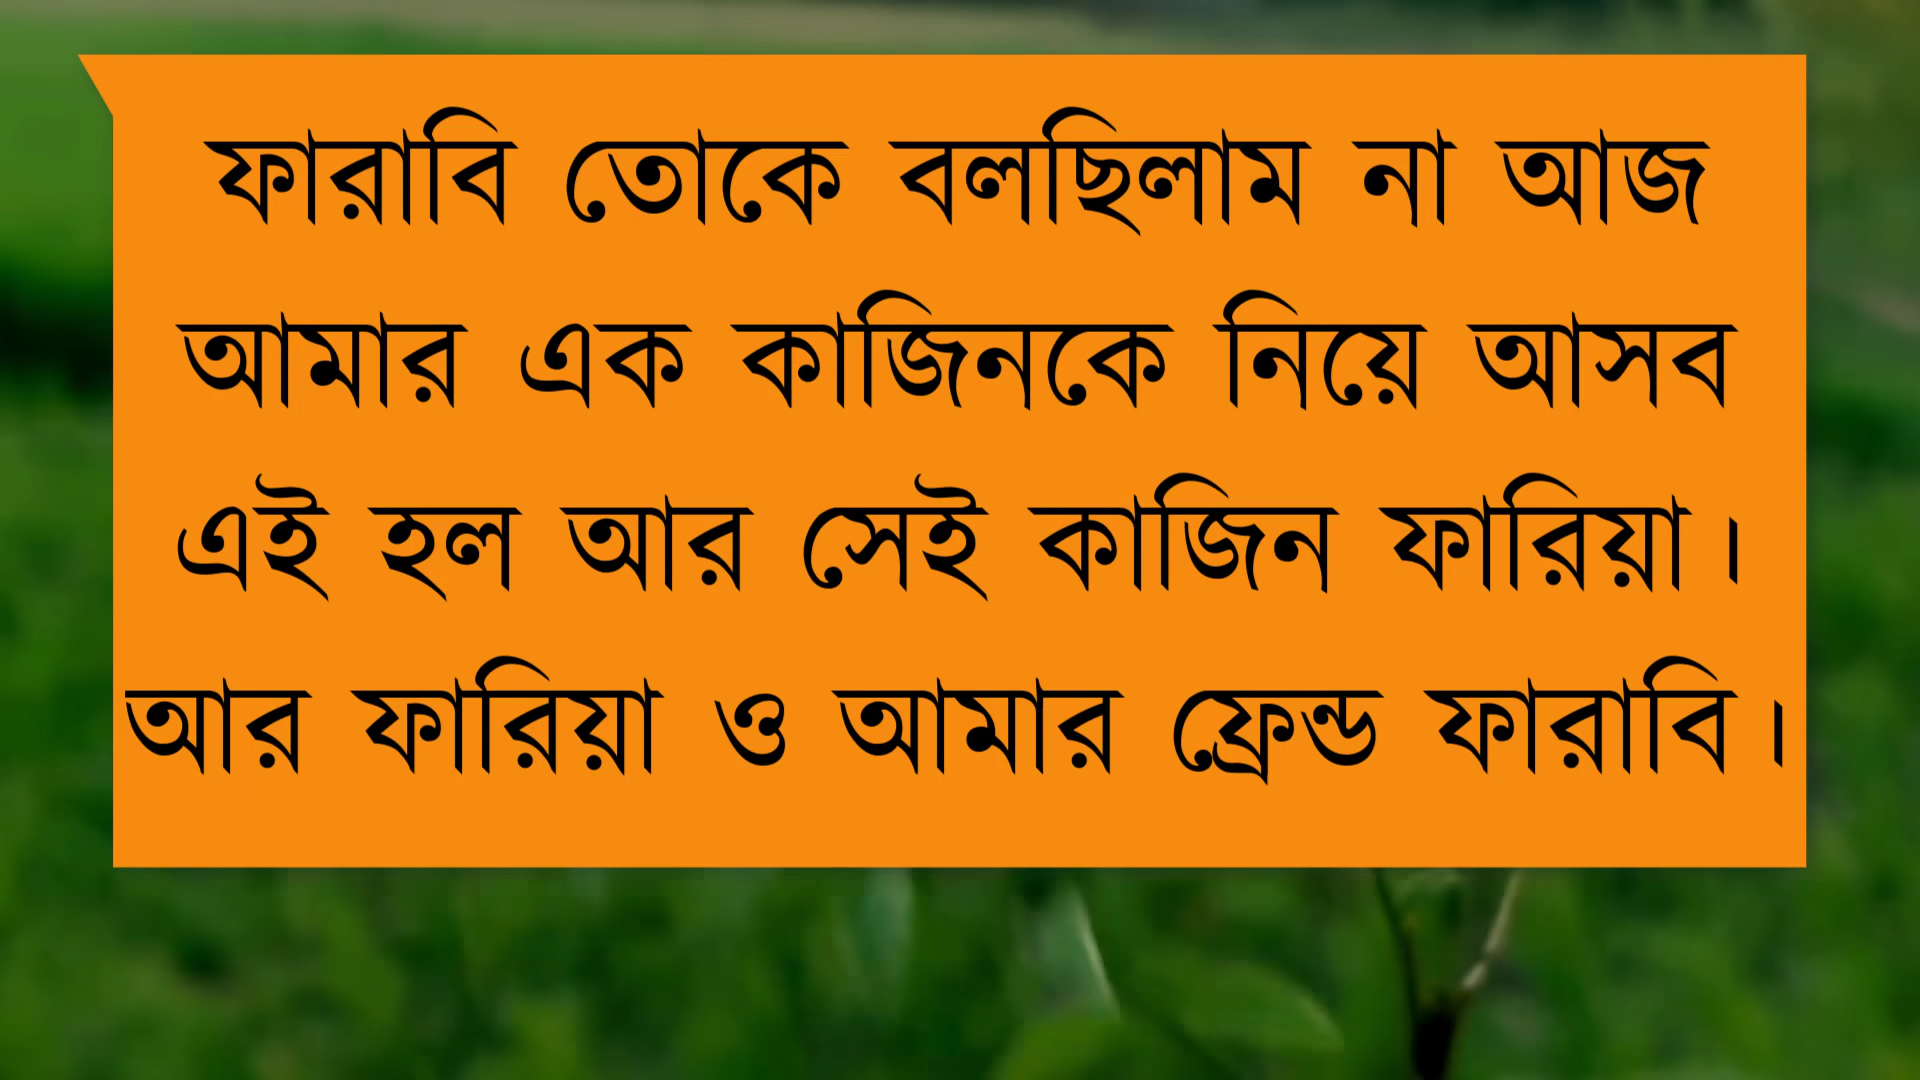 ফারাবি তোকে বলছিলাম না আজ
আমার এক কাজিনকে নিয়ে আসব
এই হল আর সেই কাজিন ফারিয়া।
আর ফারিয়া ও আমার ফ্রেন্ড ফারাবি।